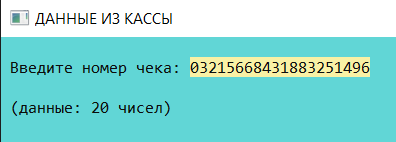 ДАННЫЕ ИЗ КАССЫ
Введите номер чека: 03215668431883251496
(данные: 20 чисел)